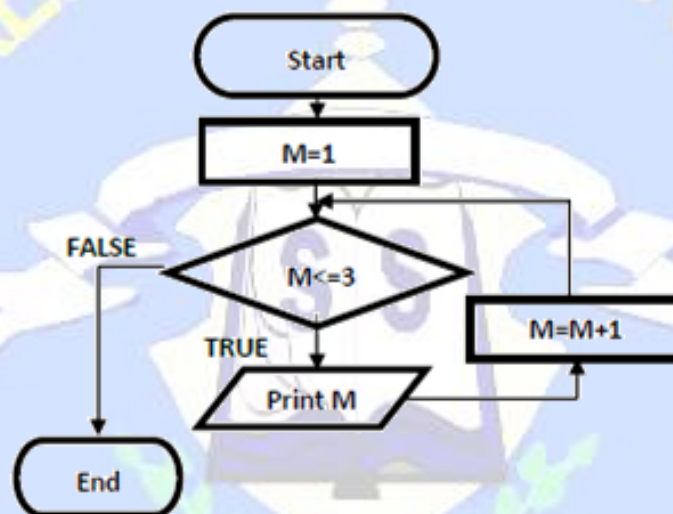 Start
M=1
FALSE
M<=3
M=M+1
TRUE
Print M
End